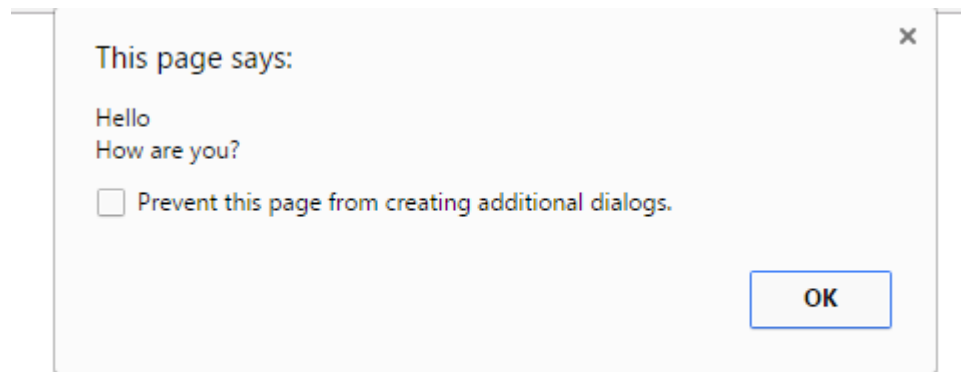 This page says:
Hello
How are you?
Prevent this page from creating additional dialogs.
OK